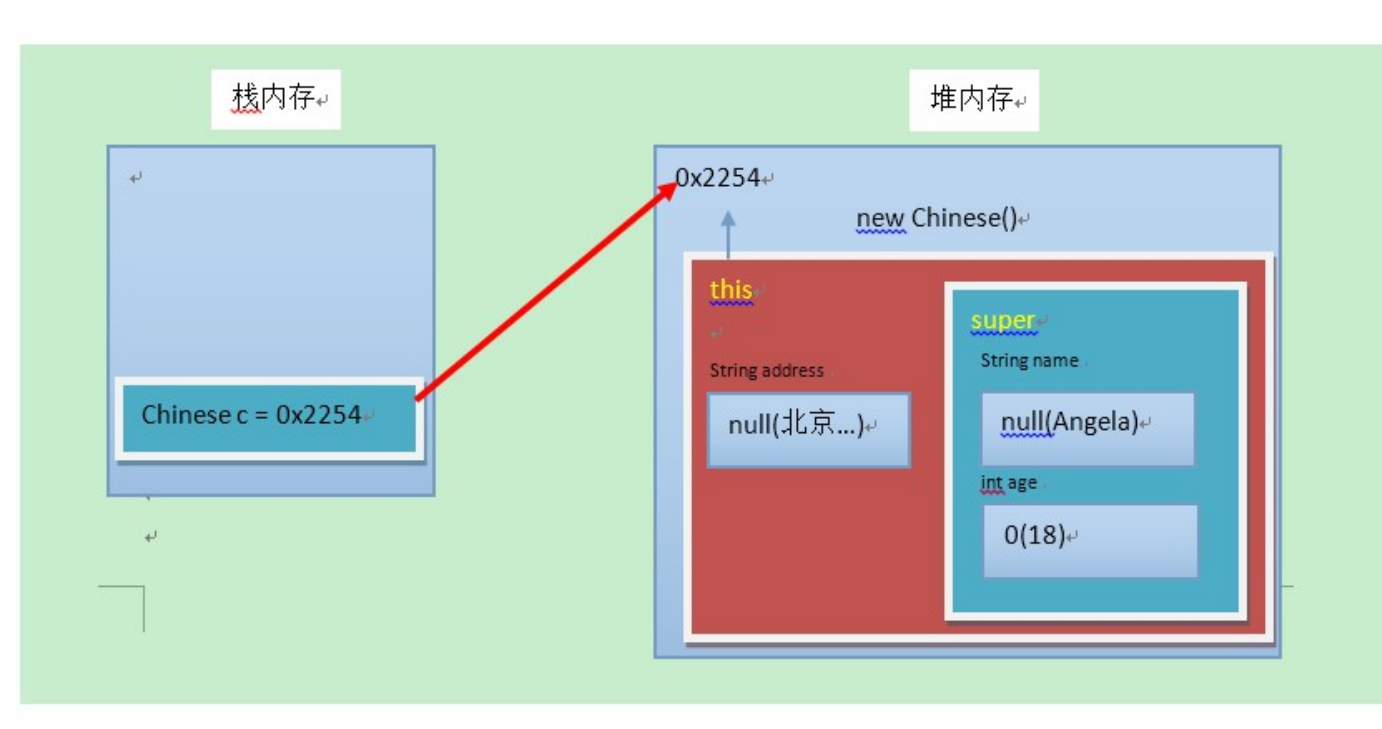 栈内存
堆内存
0x2254
new Chinese()
this
super
String address
String name
null(北京...)
null(Angela)
Chinese c = 0x2254
int age
0(18)